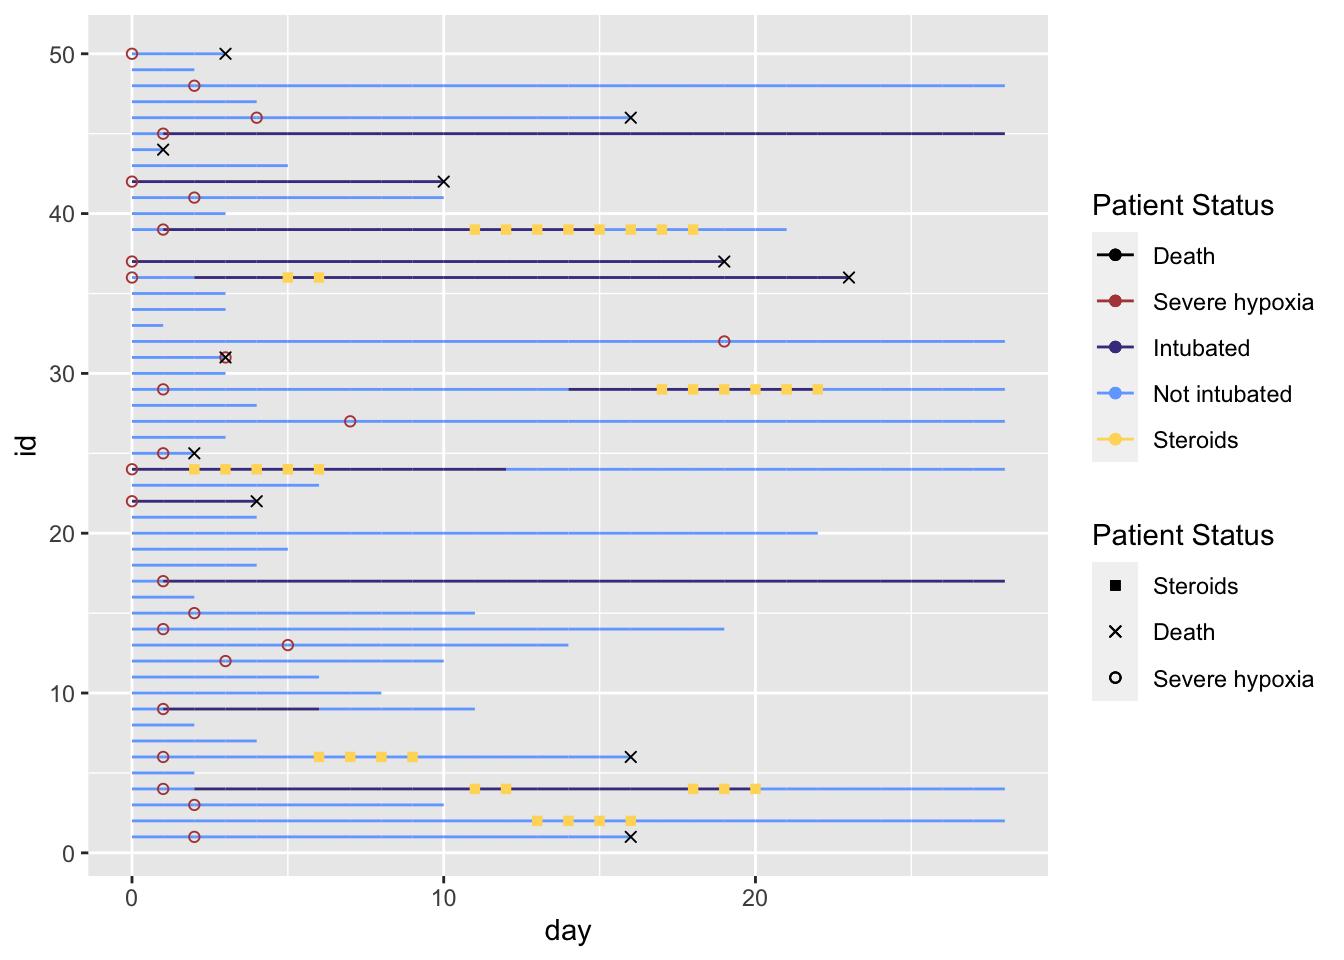 50
40
30
20
10
0
id
0
10
20
day
Patient Status
Death
Severe hypoxia
Intubated
Not intubated
Steroids
Patient Status
Steroids
Death
Severe hypoxia